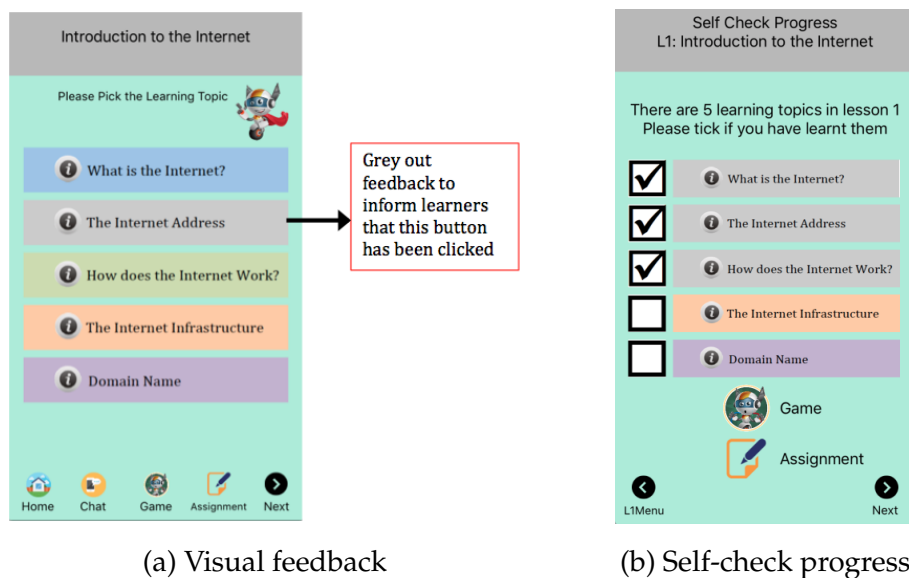 Introduction to the Internet
Please Pick the Learning Topic
What is the Internet?
The Internet Address
How does the Internet Work?
The Internet Infrastructure
Domain Name
Home
Chat
Game
Assignment
Next
Grey out
feedback to
inform learners
that this button
has been clicked
(a) Visual feedback
Self Check Progress
L1: Introduction to the Internet
There are 5 learning topics in lesson 1
Please tick if you have learnt them
What is the Internet?
The Internet Address
How does the Internet Work?
The Internet Infrastructure
Domain Name
Game
Assignment
L1Menu
Next
(b) Self-check progress